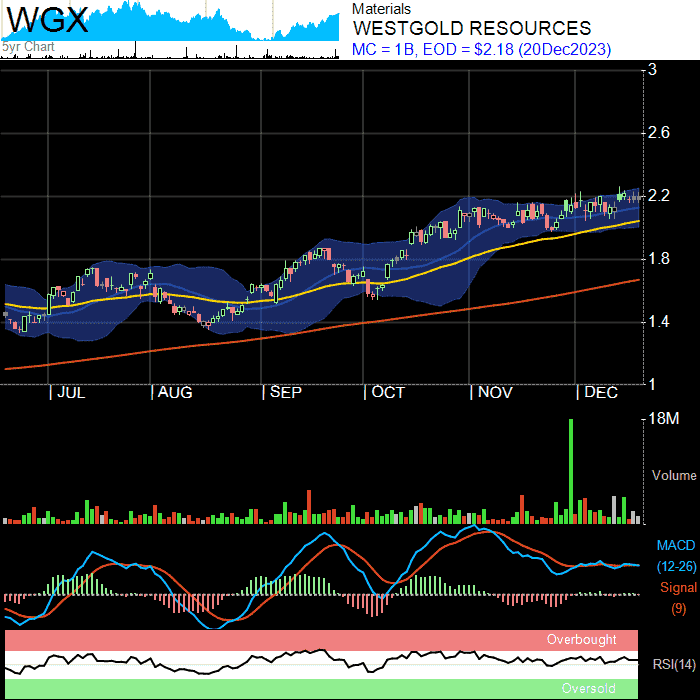 WGX
5yr Chart
Materials
WESTGOLD RESOURCES
MC = 1B, EOD = $2.18 (20Dec2023)
3
2.6
2.2
1.8
1.4
1
| JUL | AUG | SEP | OCT | NOV | DEC
18M
Volume
MACD
(12-26)
Signal
(9)
Overbought
RSI(14)
Oversold